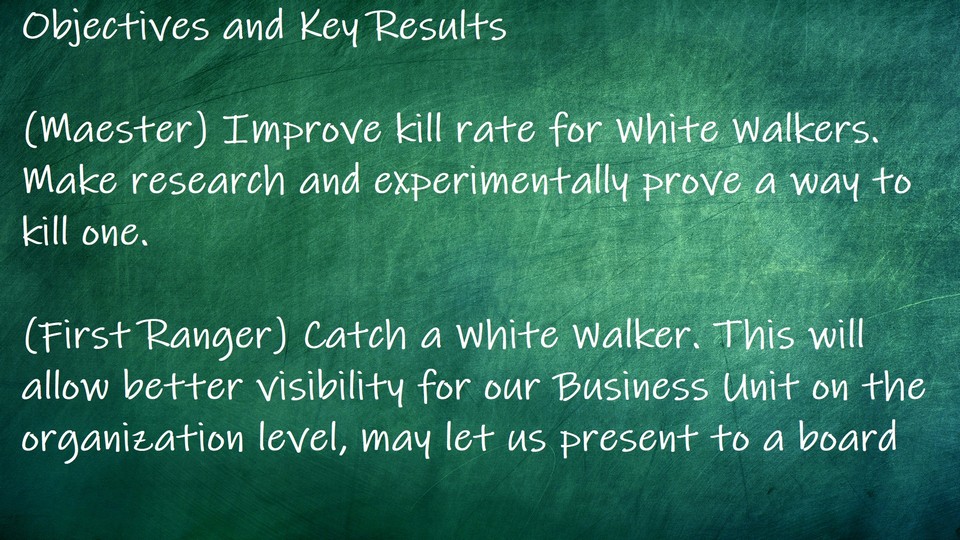 Objectives and Key Results
(Maester) Improve kill rate for White Walkers.
Make research and experimentally prove a way to
kill one.
(First Ranger) Catch a White Walker. This will
allow better visibility for our Business Unit on the
organization level, may let us present to a board